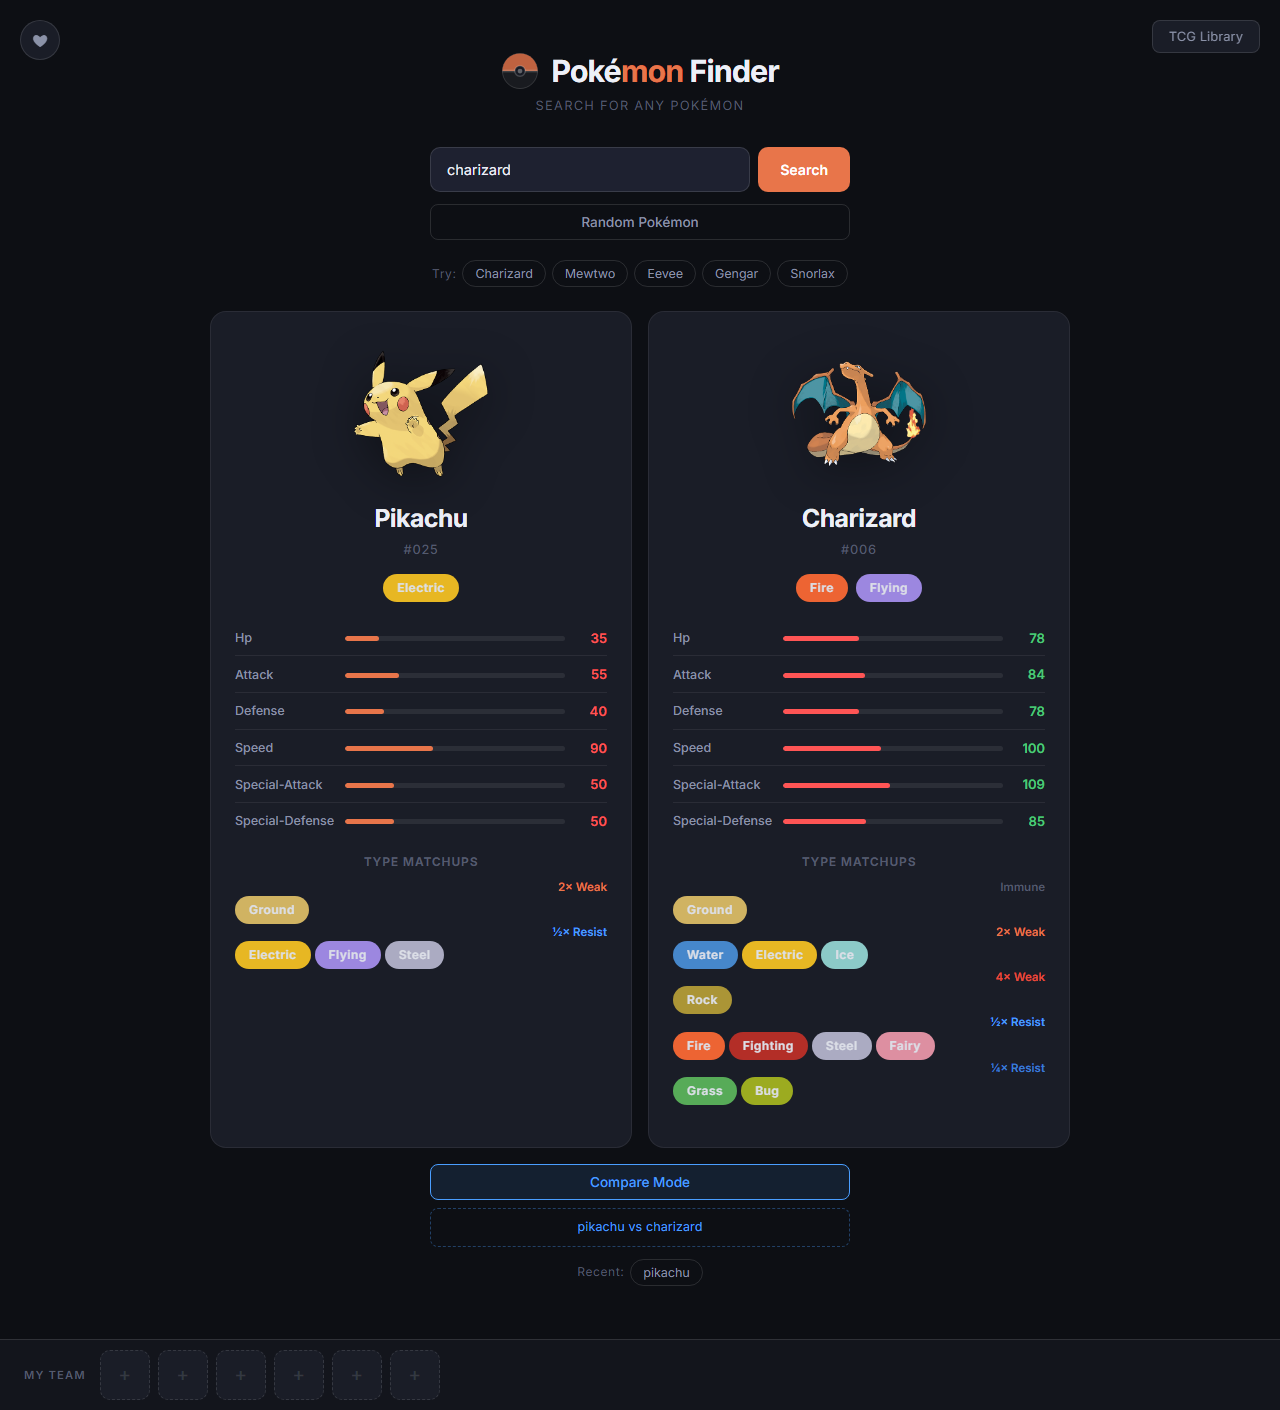 TCG Library
Pokémon Finder
SEARCH FOR ANY POKÉMON
charizard
Search
Random Pokémon
Try: Charizard Mewtwo Eevee Gengar Snorlax
Pikachu
#025
Electric
Hp 35
Attack 55
Defense 40
Speed 90
Special-Attack 50
Special-Defense 50
TYPE MATCHUPS
2× Weak
Ground
½× Resist
Electric Flying Steel
Charizard
#006
Fire Flying
Hp 78
Attack 84
Defense 78
Speed 100
Special-Attack 109
Special-Defense 85
TYPE MATCHUPS
Immune
Ground
2× Weak
Water Electric Ice
4× Weak
Rock
½× Resist
Fire Fighting Steel Fairy
¼× Resist
Grass Bug
Compare Mode
pikachu vs charizard
Recent: pikachu
MY TEAM + + + + + +